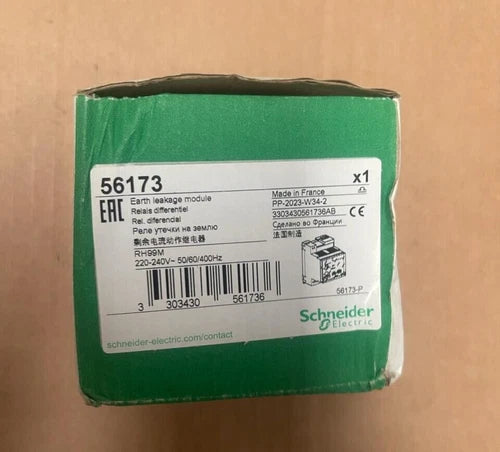 56173
x1
EAC
Earth leakage module
Relais différentiel
Rel. diferencial
Реле утечки на землю
剩余电流动作继电器
RH99M
220-240V~ 50/60/400Hz
Made in France
PP-2023-W34-2
3303430561736AB
CE
Сделано во Франции
法国制造
3 303430 561736
56173-P
Schneider
Electric
schneider-electric.com/contact